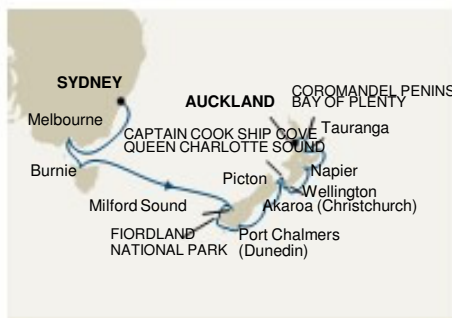 SYDNEY
Melbourne
Burnie
AUCKLAND
COROMANDEL PENINS
BAY OF PLENTY
CAPTAIN COOK SHIP COVE
QUEEN CHARLOTTE SOUND
Tauranga
Napier
Picton
Wellington
Milford Sound
Akaroa (Christchurch)
FIORDLAND
NATIONAL PARK
Port Chalmers
(Dunedin)